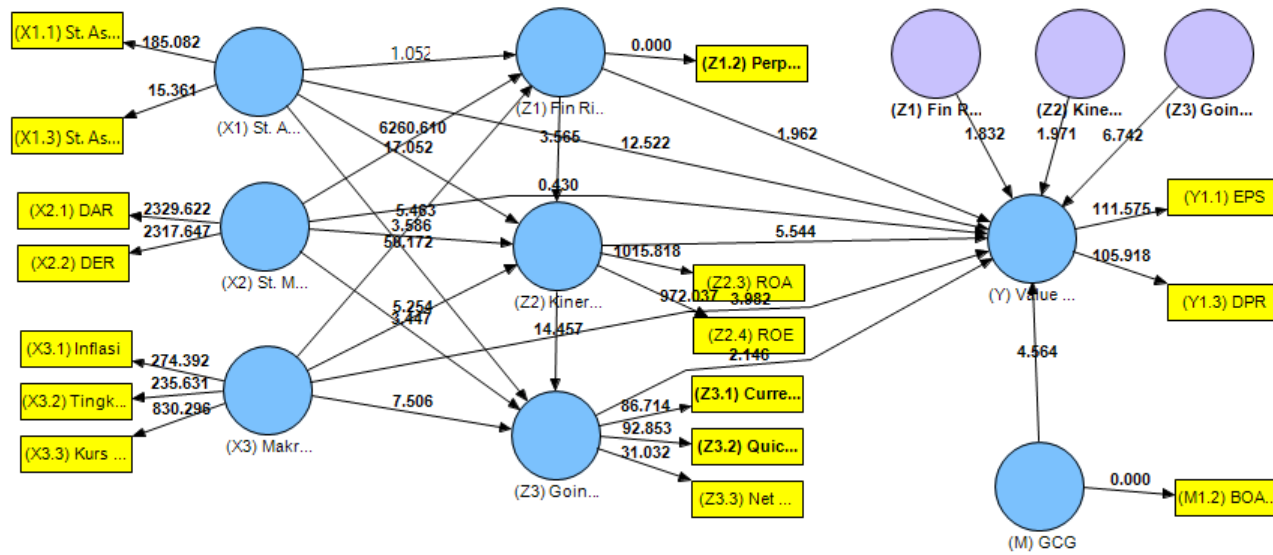 (X1.1) St. As...
185.082
15.361
(X1.3) St. As...
(X1) St. A...
1.052
0.000
(Z1.2) Perp...
(Z1) Fin Ri...
(Z1) Fin R...
(Z2) Kine...
(Z3) Goin...
1.832
1.971
6.742
6260.610
17.052
3.565
12.522
1.962
(X2.1) DAR
2329.622
2317.647
(X2.2) DER
(X2) St. M...
0.430
5.463
3.586
56.172
5.544
1015.818
(Z2.3) ROA
972.037
3.982
(Z2.4) ROE
(Z2) Kiner...
(Y1.1) EPS
111.575
105.918
(Y1.3) DPR
(Y) Value ...
5.254
3.447
14.457
2.146
4.564
(X3.1) Inflasi
274.392
235.631
(X3.2) Tingk...
830.296
(X3.3) Kurs ...
(X3) Makr...
7.506
86.714
(Z3.1) Curre...
92.853
(Z3.2) Quic...
31.032
(Z3.3) Net ...
(Z3) Goin...
0.000
(M1.2) BOA...
(M) GCG